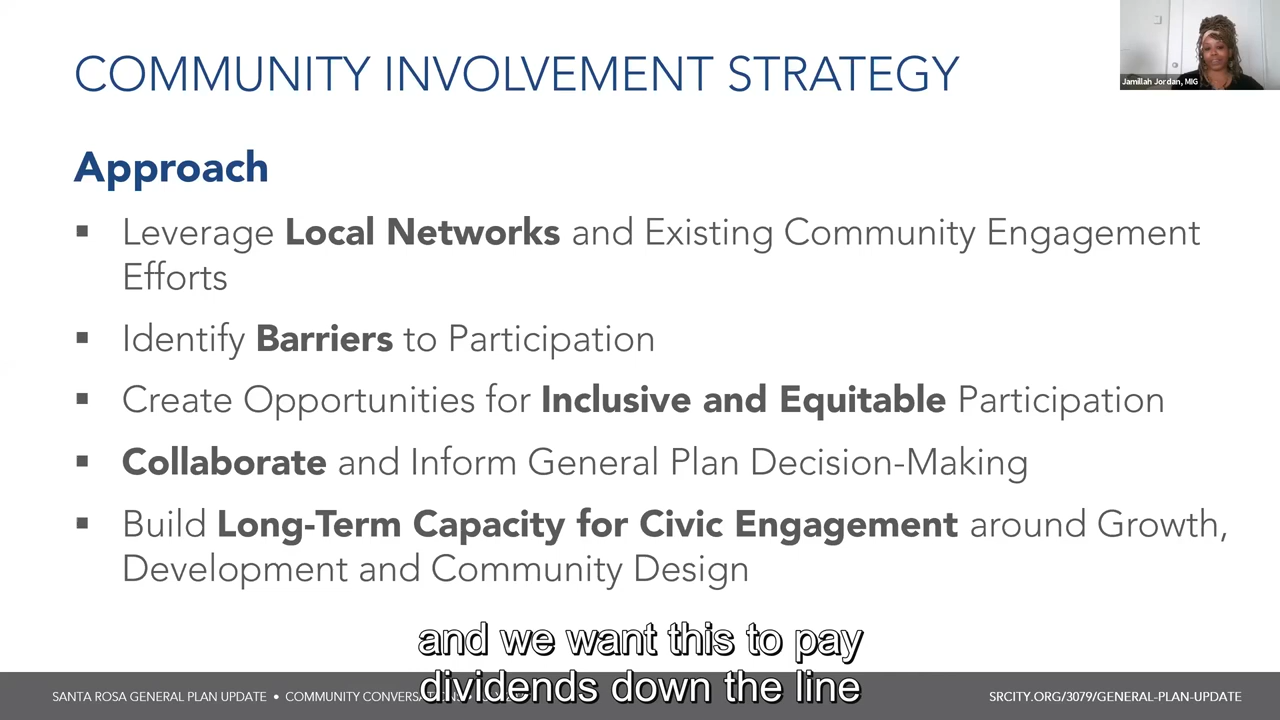 COMMUNITY INVOLVEMENT STRATEGY
Jamillah Jordan, MIG
Approach
▪ Leverage Local Networks and Existing Community Engagement
Efforts
▪ Identify Barriers to Participation
▪ Create Opportunities for Inclusive and Equitable Participation
▪ Collaborate and Inform General Plan Decision-Making
▪ Build Long-Term Capacity for Civic Engagement around Growth,
Development and Community Design
and we want this to pay
dividends down the line
SANTA ROSA GENERAL PLAN UPDATE • COMMUNITY
SRCITY.ORG/3079/GENERAL-PLAN-UPDATE